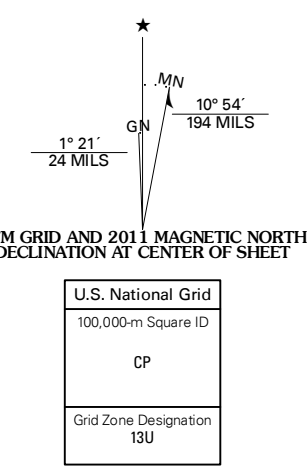 ★
MN
GN
10° 54´
194 MILS
1° 21´
24 MILS
M GRID AND 2011 MAGNETIC NORTH
DECLINATION AT CENTER OF SHEET
U.S. National Grid
100,000-m Square ID
CP
Grid Zone Designation
13U